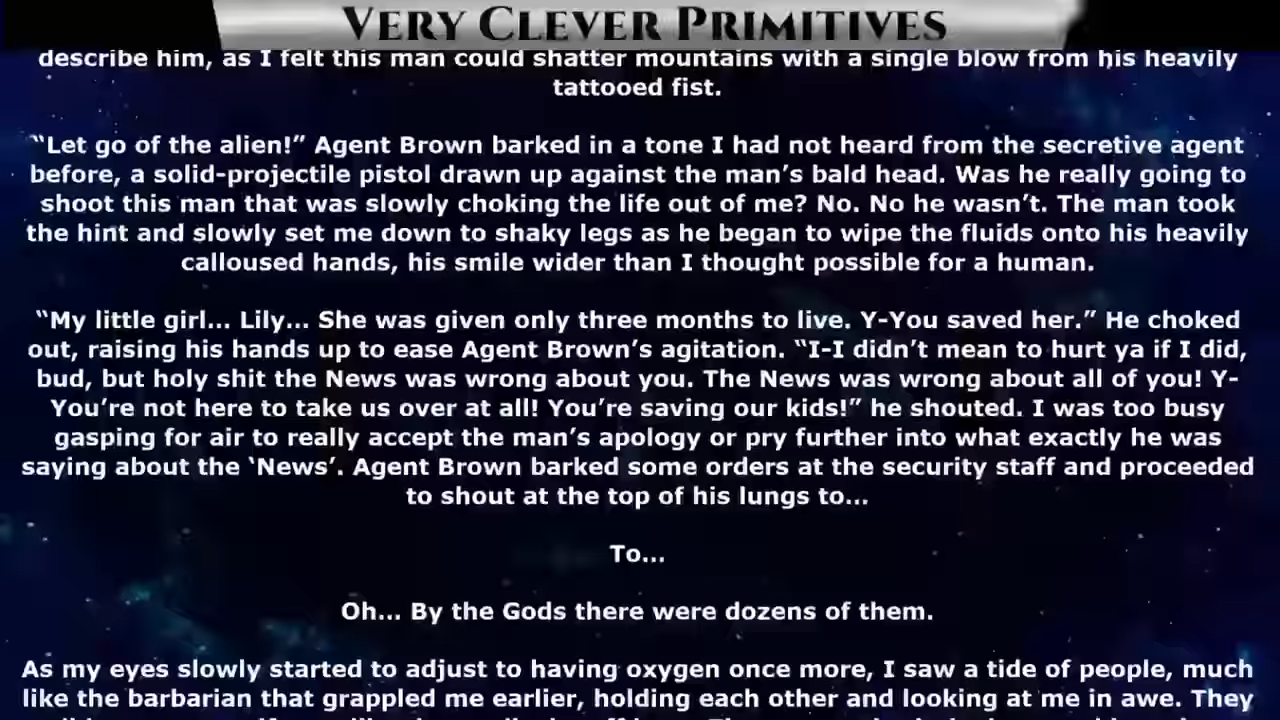 VERY CLEVER PRIMITIVES
describe him, as I felt this man could shatter mountains with a single blow from his heavily
tattooed fist.
“Let go of the alien!” Agent Brown barked in a tone I had not heard from the secretive agent
before, a solid-projectile pistol drawn up against the man’s bald head. Was he really going to
shoot this man that was slowly choking the life out of me? No. No he wasn’t. The man took
the hint and slowly set me down to shaky legs as he began to wipe the fluids onto his heavily
calloused hands, his smile wider than I thought possible for a human.
“My little girl... Lily... She was given only three months to live. Y-You saved her.” He choked
out, raising his hands up to ease Agent Brown’s agitation. “I-I didn’t mean to hurt ya if I did,
bud, but holy shit the News was wrong about you. The News was wrong about all of you! Y-
You’re not here to take us over at all! You’re saving our kids!” he shouted. I was too busy
gasping for air to really accept the man’s apology or pry further into what exactly he was
saying about the ‘News’. Agent Brown barked some orders at the security staff and proceeded
to shout at the top of his lungs to...
To...
Oh... By the Gods there were dozens of them.
As my eyes slowly started to adjust to having oxygen once more, I saw a tide of people, much
like the barbarian that grappled me earlier, holding each other and looking at me in awe. They